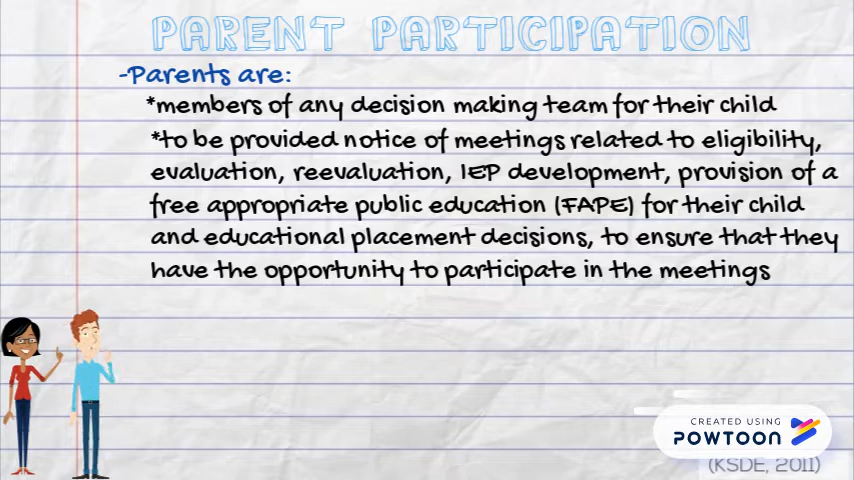 PARENT PARTICIPATION
-Parents are:
*members of any decision making team for their child
*to be provided notice of meetings related to eligibility,
evaluation, reevaluation, IEP development, provision of a
free appropriate public education (FAPE) for their child
and educational placement decisions, to ensure that they
have the opportunity to participate in the meetings
CREATED USING
POWTOON
(KSDE, 2011)